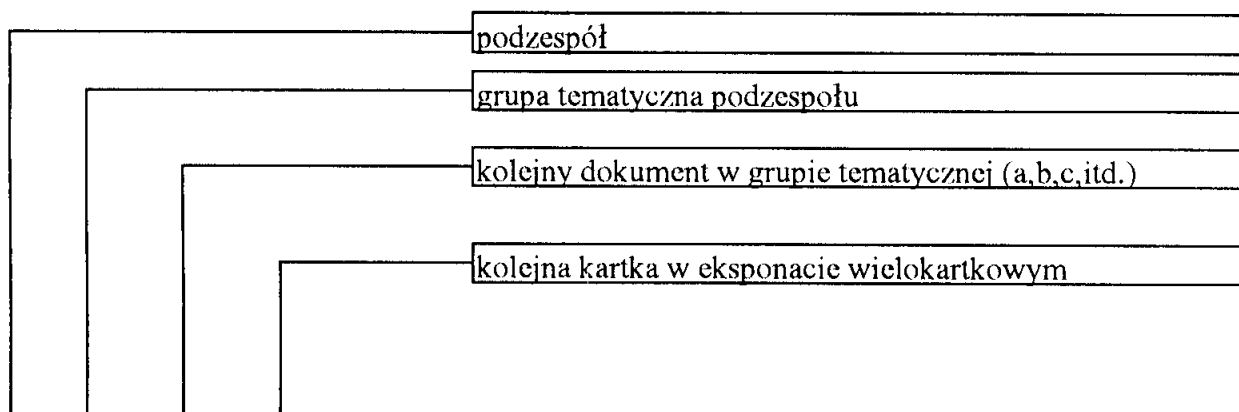 podzespół
grupa tematyczna podzespołu
kolejny dokument w grupie tematycznej (a,b,c,itd.)
kolejna kartka w eksponacie wielokartkowym